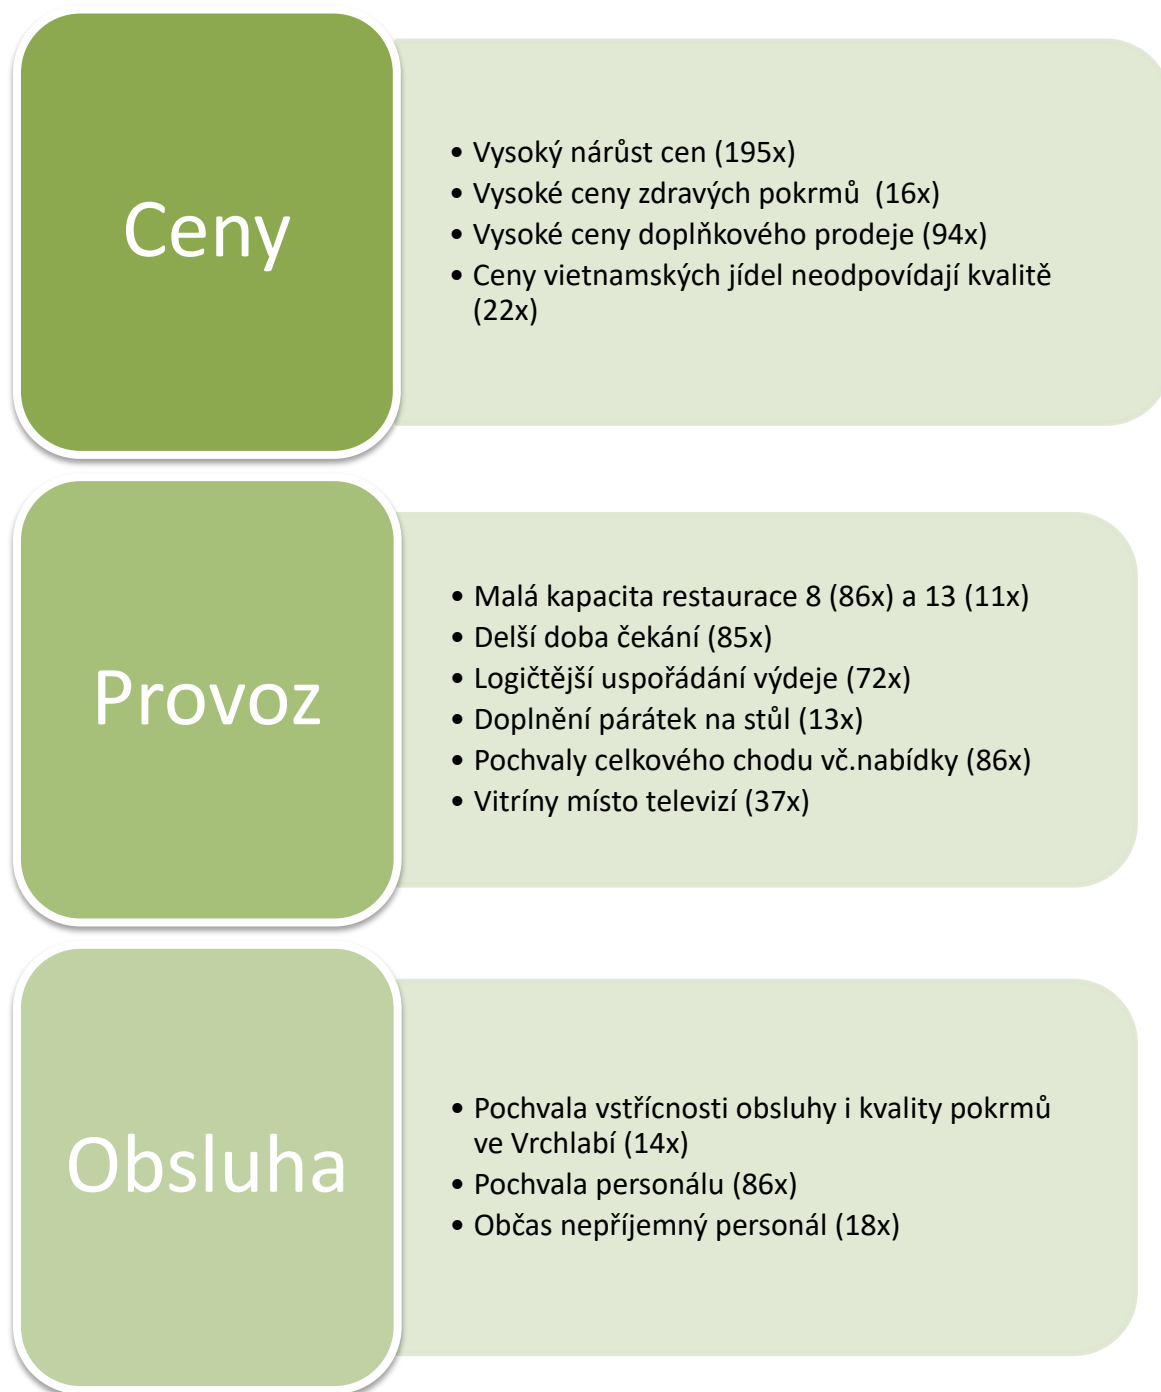 Ceny
• Vysoký nárůst cen (195x)
• Vysoké ceny zdravých pokrmů  (16x)
• Vysoké ceny doplňkového prodeje (94x)
• Ceny vietnamských jídel neodpovídají kvalitě
(22x)
Provoz
• Malá kapacita restaurace 8 (86x) a 13 (11x)
• Delší doba čekání (85x)
• Logičtější uspořádání výdeje (72x)
• Doplnění párátek na stůl (13x)
• Pochvaly celkového chodu vč.nabídky (86x)
• Vitríny místo televizí (37x)
Obsluha
• Pochvala vstřícnosti obsluhy i kvality pokrmů
ve Vrchlabí (14x)
• Pochvala personálu (86x)
• Občas nepříjemný personál (18x)